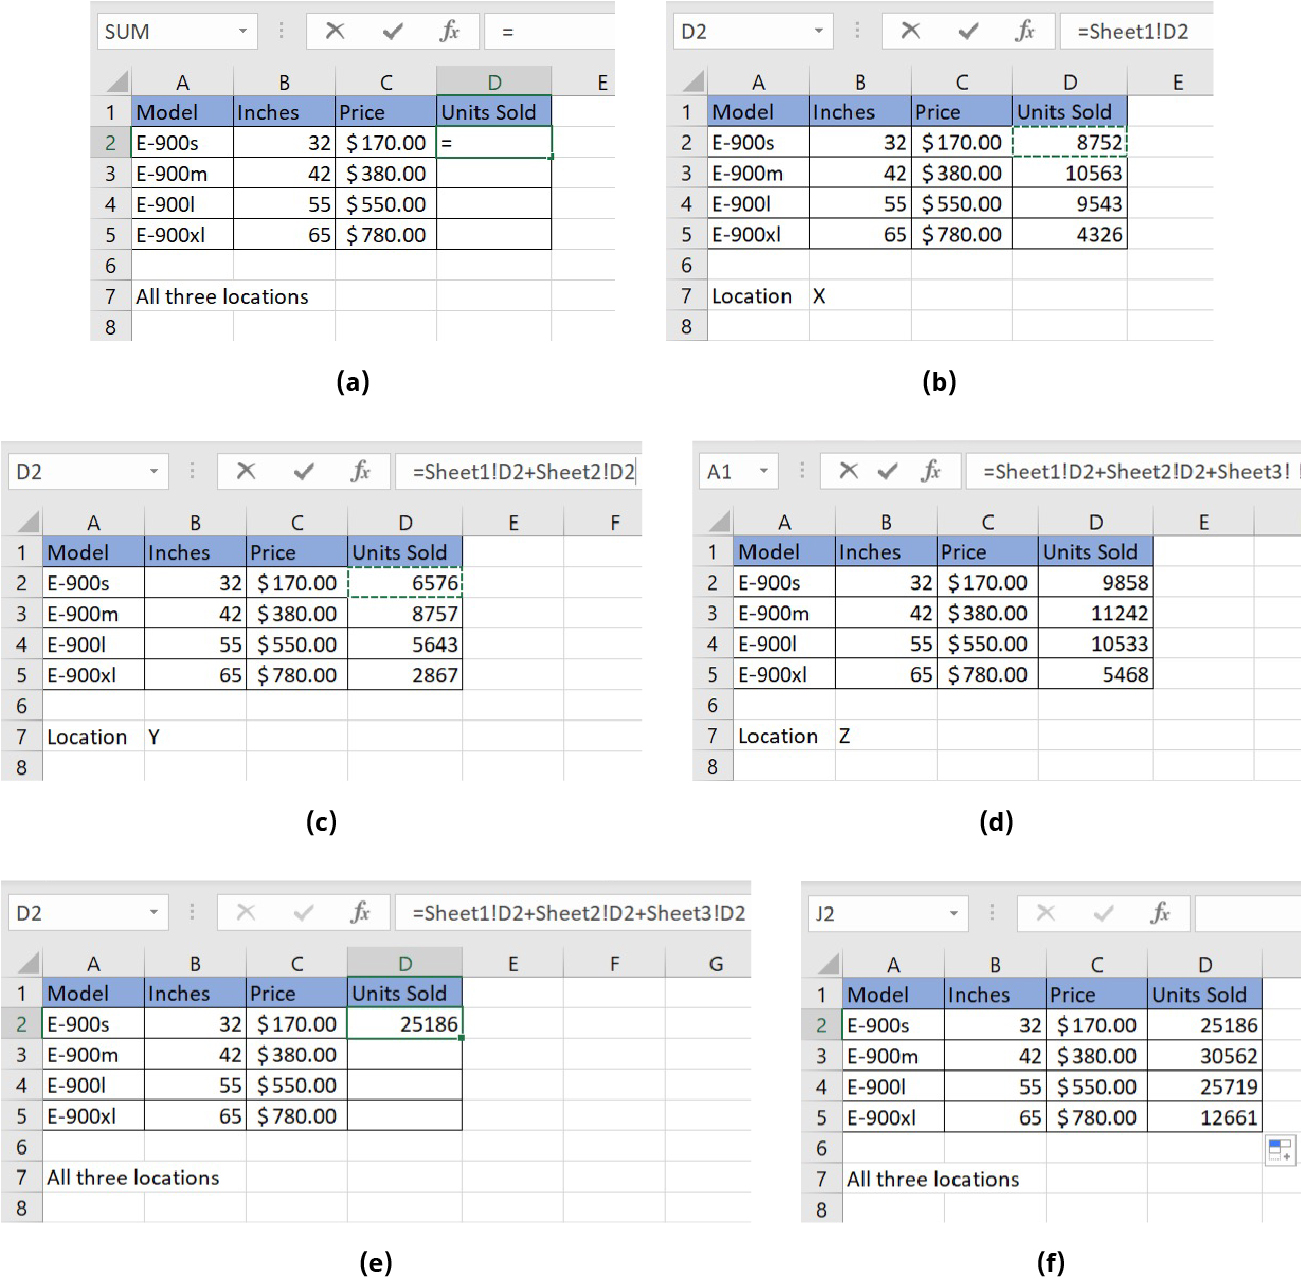 SUM =
A B C D E
1 Model Inches Price Units Sold
2 E-900s 32 $170.00 =
3 E-900m 42 $380.00
4 E-900l 55 $550.00
5 E-900xl 65 $780.00
6
7 All three locations
8
(a)
D2 =Sheet1!D2
A B C D E
1 Model Inches Price Units Sold
2 E-900s 32 $170.00 8752
3 E-900m 42 $380.00 10563
4 E-900l 55 $550.00 9543
5 E-900xl 65 $780.00 4326
6
7 Location X
8
(b)
D2 fx =Sheet1!D2+Sheet2!D2
A B C D E F
1 Model Inches Price Units Sold
2 E-900s 32 $170.00 6576
3 E-900m 42 $380.00 8757
4 E-900l 55 $550.00 5643
5 E-900xl 65 $780.00 2867
6
7 Location Y
8
(c)
A1 fx =Sheet1!D2+Sheet2!D2+Sheet3!
A B C D E
1 Model Inches Price Units Sold
2 E-900s 32 $170.00 9858
3 E-900m 42 $380.00 11242
4 E-900l 55 $550.00 10533
5 E-900xl 65 $780.00 5468
6
7 Location Z
8
(d)
D2 fx =Sheet1!D2+Sheet2!D2+Sheet3!D2
A B C D E F G
1 Model Inches Price Units Sold
2 E-900s 32 $170.00 25186
3 E-900m 42 $380.00
4 E-900l 55 $550.00
5 E-900xl 65 $780.00
6
7 All three locations
8
(e)
J2 fx
A B C D
1 Model Inches Price Units Sold
2 E-900s 32 $170.00 25186
3 E-900m 42 $380.00 30562
4 E-900l 55 $550.00 25719
5 E-900xl 65 $780.00 12661
6
7 All three locations
8
(f)